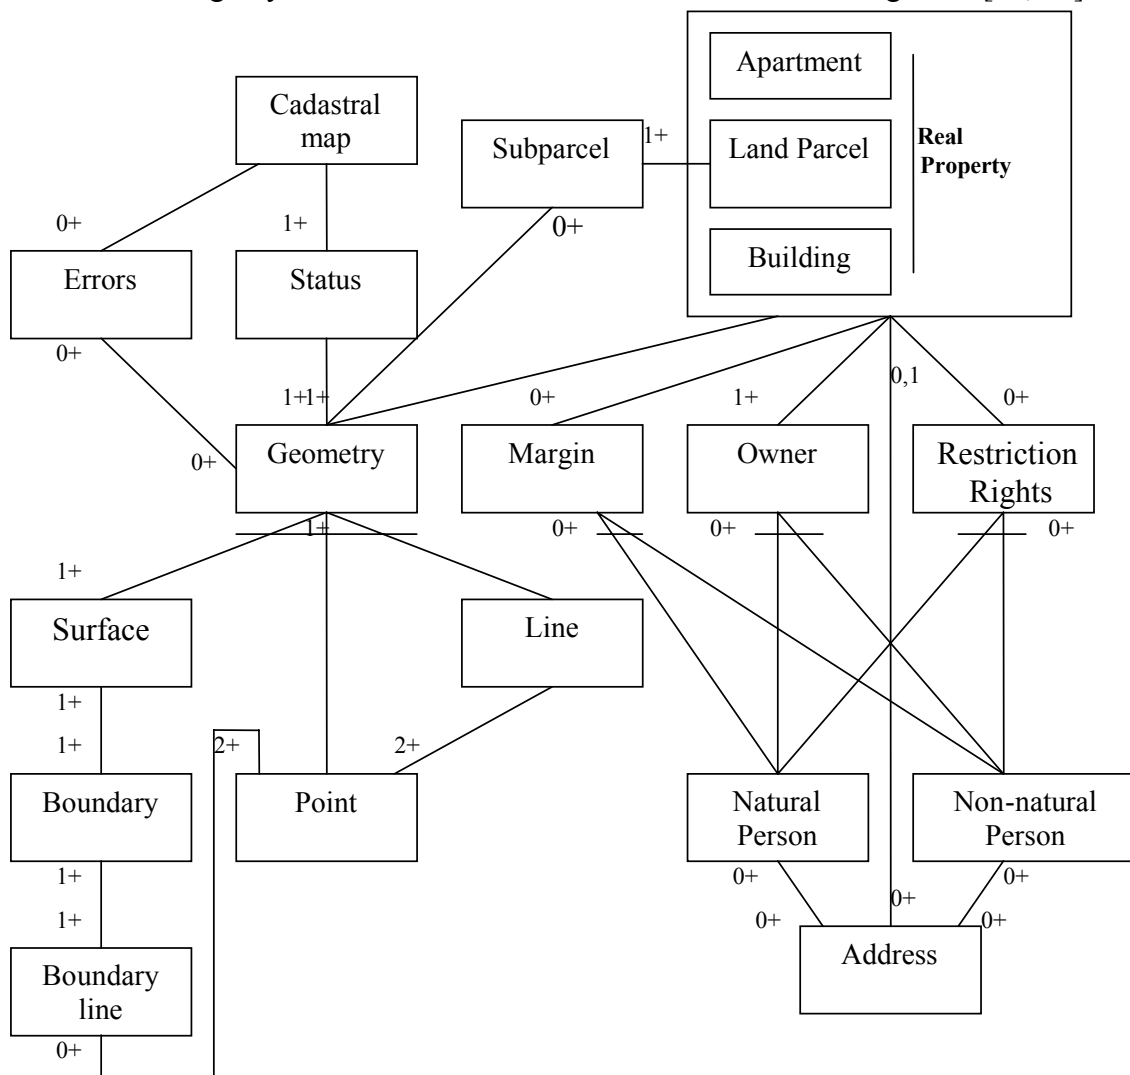 Apartment
Cadastral
map
Subparcel
1+
Land Parcel
Real
Property
0+
1+
0+
Errors
Status
Building
0+
0,1
1+1+
0+
1+
0+
0+
Geometry
Margin
Owner
Restriction
Rights
1+
0+
0+
0+
1+
Surface
Line
1+
1+
2+
2+
Boundary
Point
Natural
Person
Non-natural
Person
1+
0+
0+
0+
1+
0+
0+
Boundary
line
Address
0+